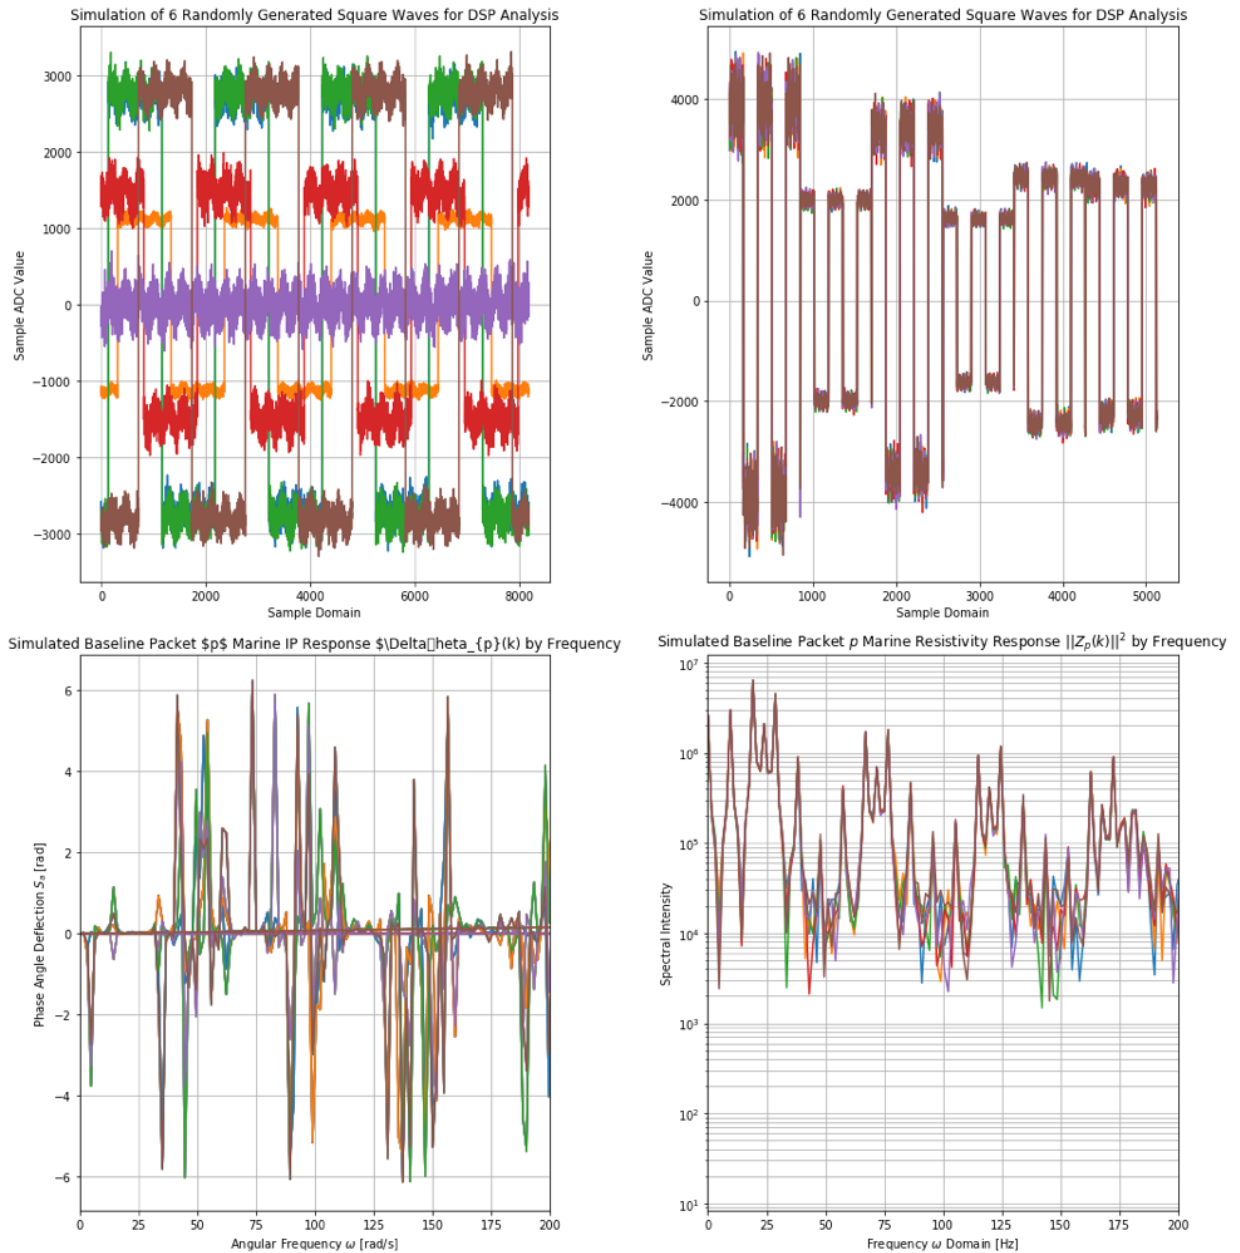 Simulation of 6 Randomly Generated Square Waves for DSP Analysis
3000
2000
1000
0
−1000
−2000
−3000
Sample ADC Value
0 2000 4000 6000 8000
Sample Domain
Simulation of 6 Randomly Generated Square Waves for DSP Analysis
4000
2000
0
−2000
−4000
Sample ADC Value
0 1000 2000 3000 4000 5000
Sample Domain
Simulated Baseline Packet $p$ Marine IP Response $\Delta▯heta_{p}(k) by Frequency
6
4
2
0
−2
−4
−6
Phase Angle Deflection Sₐ [rad]
0 25 50 75 100 125 150 175 200
Angular Frequency ω [rad/s]
Simulated Baseline Packet p Marine Resistivity Response ||Zₚ(k)||² by Frequency
10⁷
10⁶
10⁵
10⁴
10³
10²
10¹
Spectral Intensity
0 25 50 75 100 125 150 175 200
Frequency ω Domain [Hz]